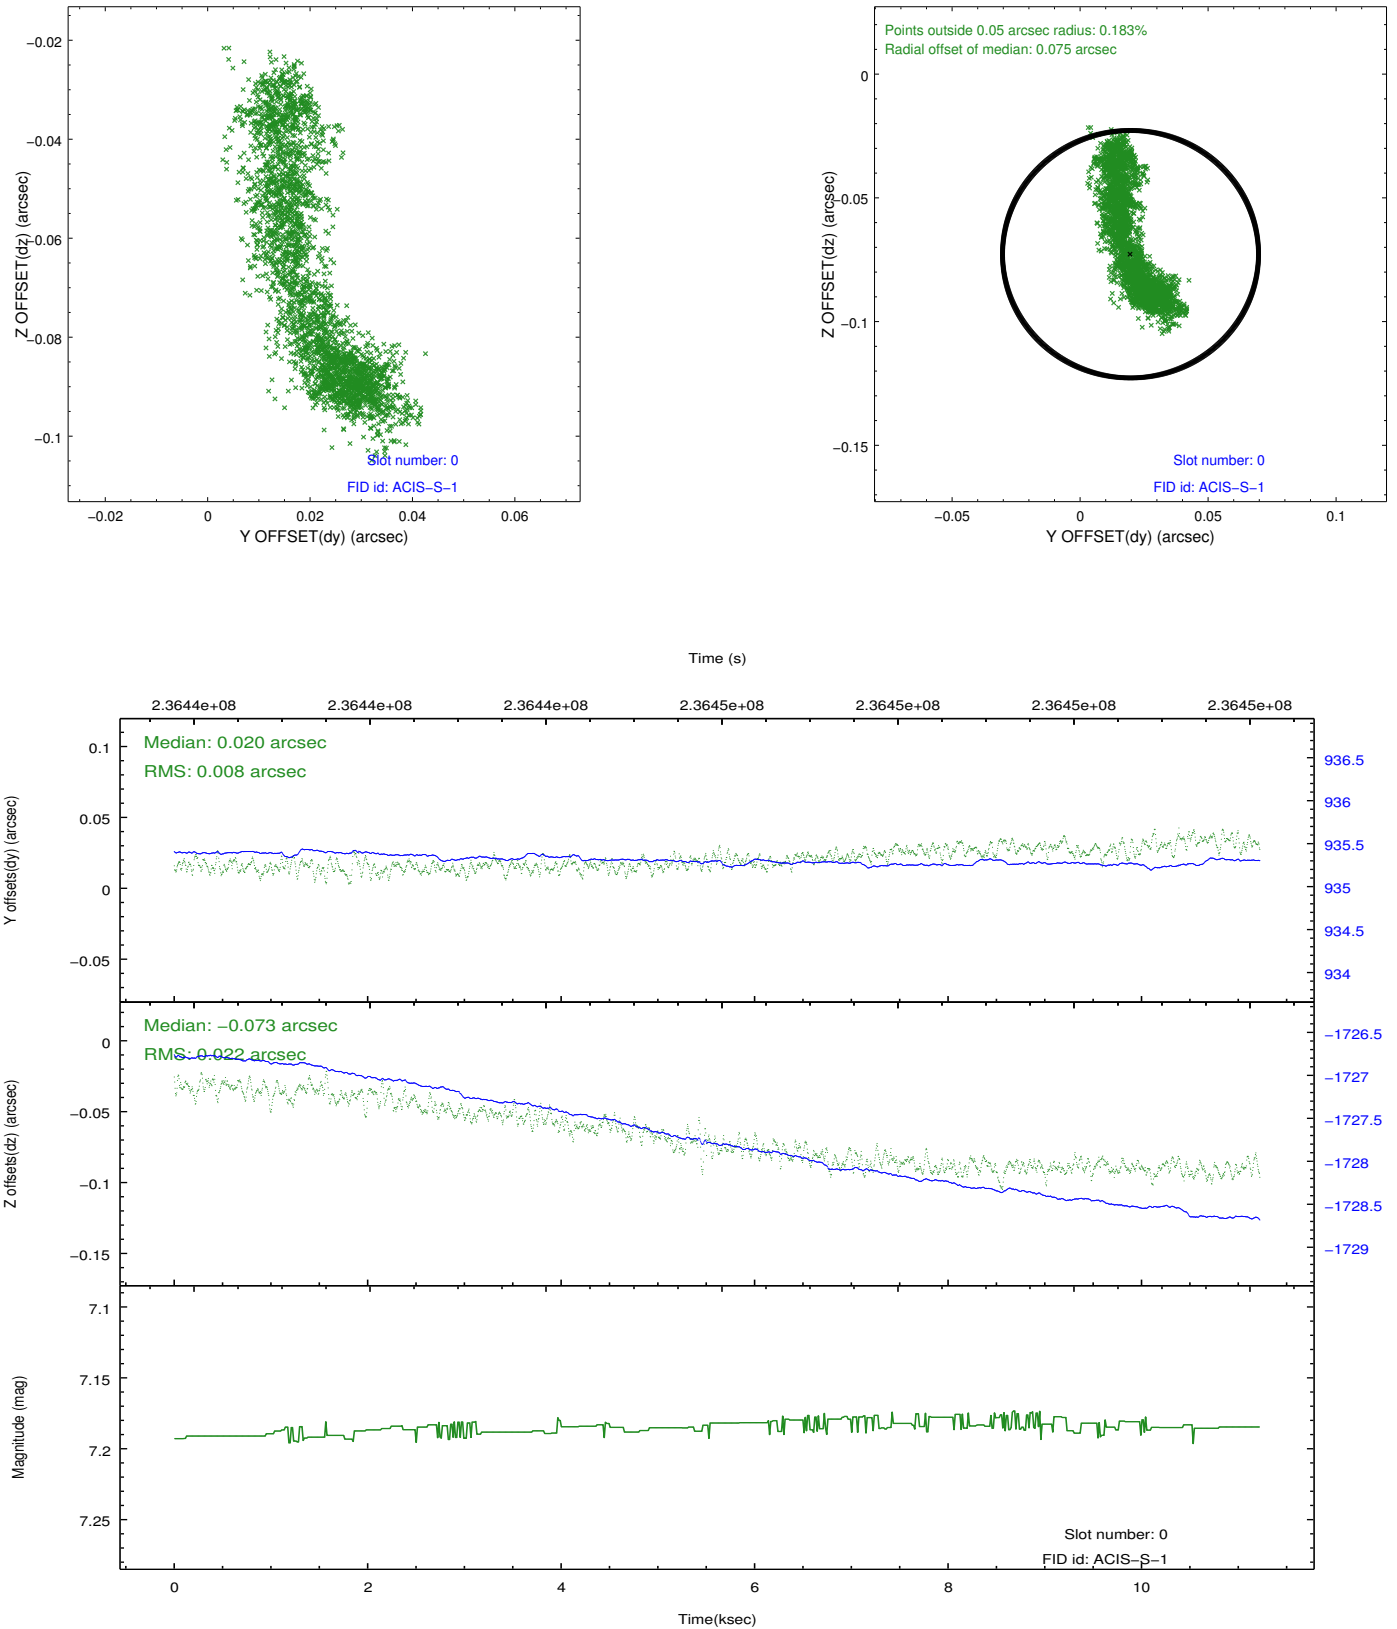 −0.02
−0.04
−0.06
−0.08
−0.1
Z OFFSET(dz) (arcsec)
Slot number: 0
FID id: ACIS−S−1
−0.02 0 0.02 0.04 0.06
Y OFFSET(dy) (arcsec)
Points outside 0.05 arcsec radius: 0.183%
Radial offset of median: 0.075 arcsec
0
−0.05
−0.1
−0.15
Z OFFSET(dz) (arcsec)
Slot number: 0
FID id: ACIS−S−1
−0.05 0 0.05 0.1
Y OFFSET(dy) (arcsec)
Time (s)
2.3644e+08 2.3644e+08 2.3644e+08 2.3645e+08 2.3645e+08 2.3645e+08 2.3645e+08
Median: 0.020 arcsec
RMS: 0.008 arcsec
0.1
0.05
0
−0.05
Y offsets(dy) (arcsec)
936.5
936
935.5
935
934.5
934
Median: −0.073 arcsec
RMS: 0.022 arcsec
0
−0.05
−0.1
−0.15
Z offsets(dz) (arcsec)
−1726.5
−1727
−1727.5
−1728
−1728.5
−1729
7.1
7.15
7.2
7.25
Magnitude (mag)
Slot number: 0
FID id: ACIS−S−1
0 2 4 6 8 10
Time(ksec)